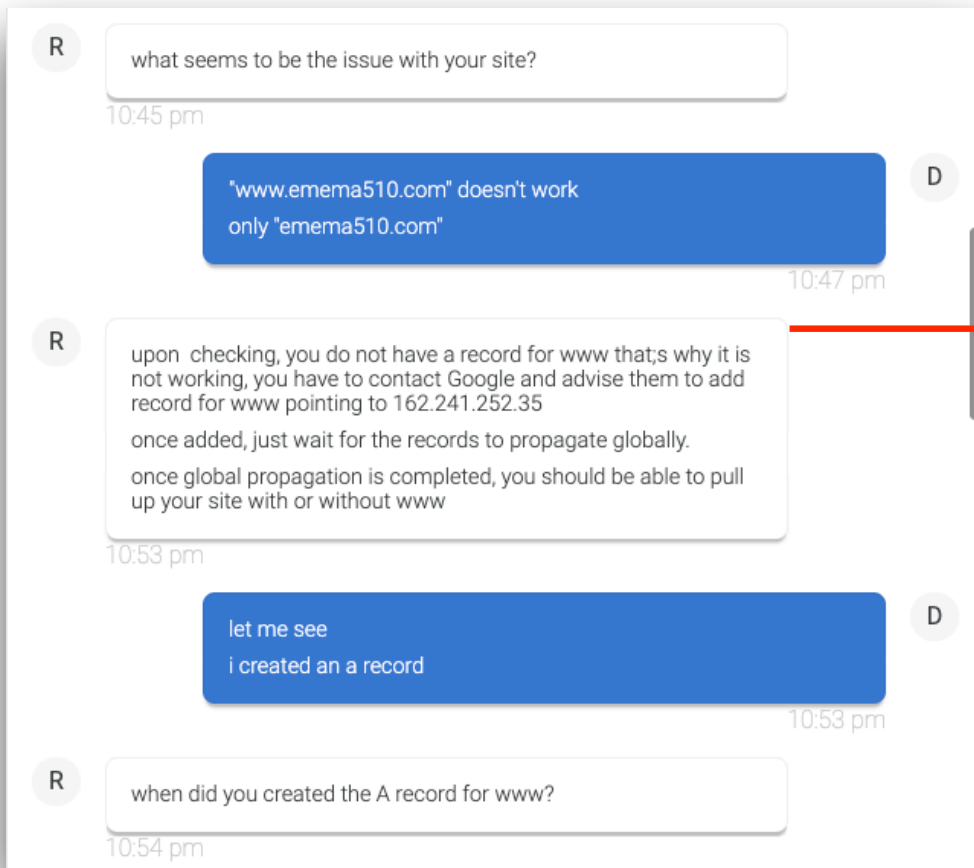 R
what seems to be the issue with your site?
10:45 pm
"www.emema510.com" doesn't work
only "emema510.com"
D
10:47 pm
R
upon  checking, you do not have a record for www that;s why it is
not working, you have to contact Google and advise them to add
record for www pointing to 162.241.252.35
once added, just wait for the records to propagate globally.
once global propagation is completed, you should be able to pull
up your site with or without www
10:53 pm
let me see
i created an a record
D
10:53 pm
R
when did you created the A record for www?
10:54 pm